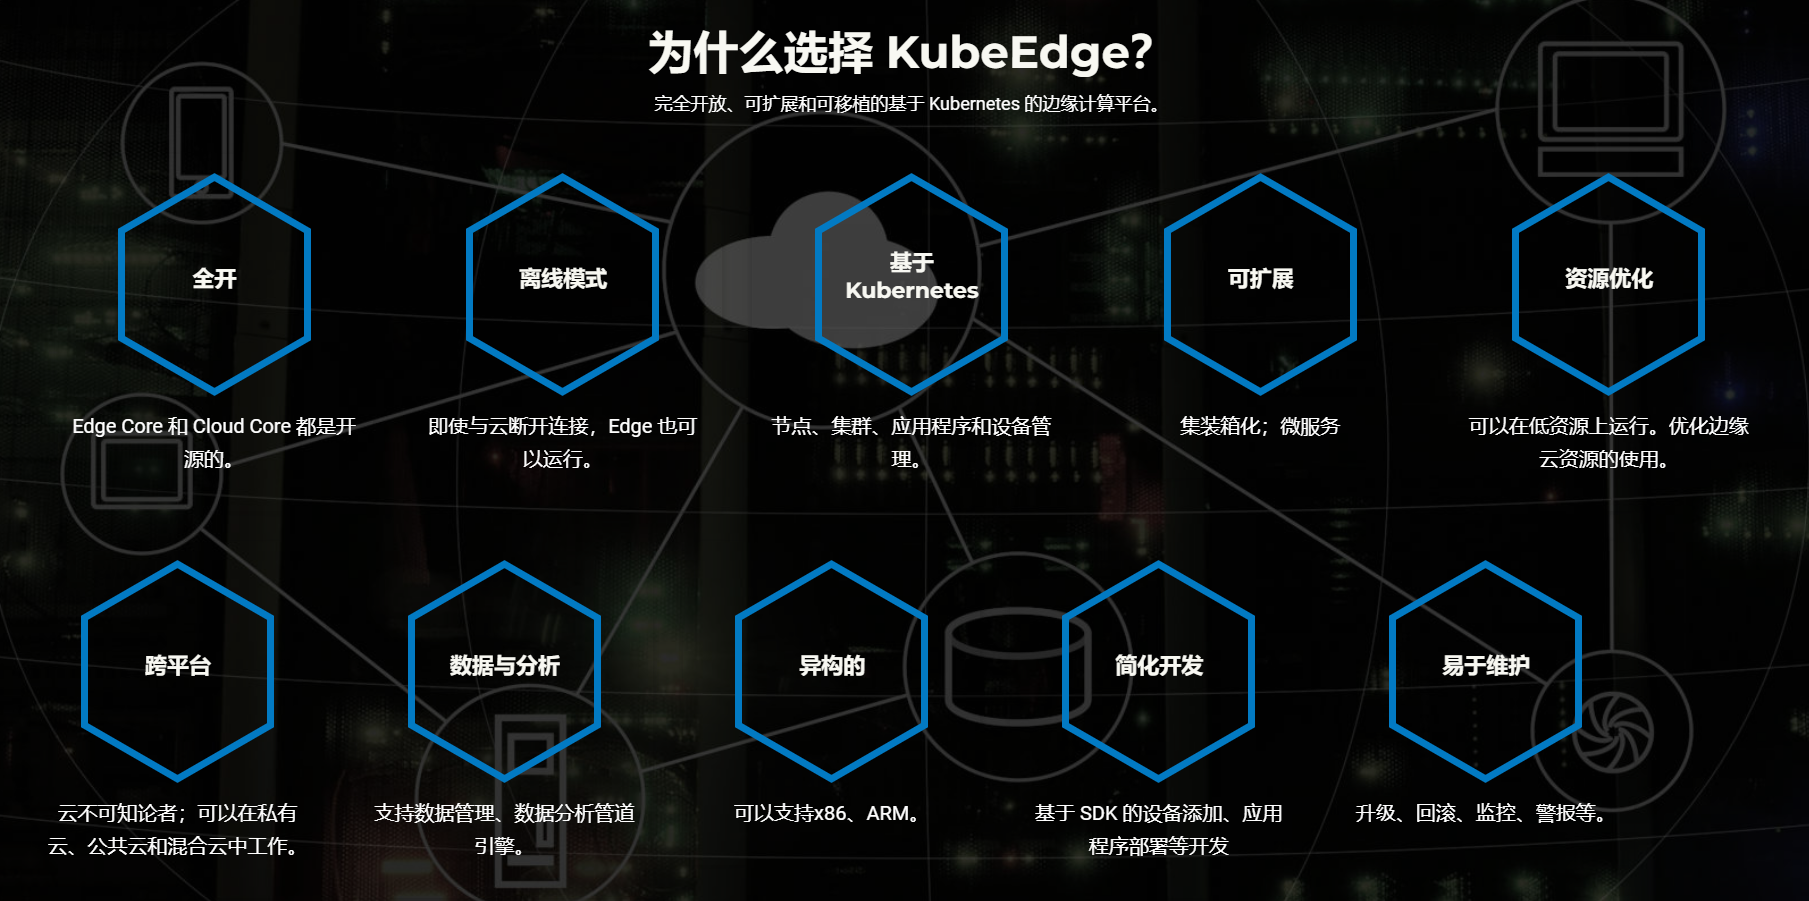 为什么选择 KubeEdge？
完全开放、可扩展和可移植的基于 Kubernetes 的边缘计算平台。
全开
Edge Core 和 Cloud Core 都是开
源的。
离线模式
即使与云断开连接，Edge 也可
以运行。
基于
Kubernetes
节点、集群、应用程序和设备管
理。
可扩展
集装箱化；微服务
资源优化
可以在低资源上运行。优化边缘
云资源的使用。
跨平台
云不可知论者；可以在私有
云、公共云和混合云中工作。
数据与分析
支持数据管理、数据分析管道
引擎。
异构的
可以支持x86、ARM。
简化开发
基于 SDK 的设备添加、应用
程序部署等开发
易于维护
升级、回滚、监控、警报等。